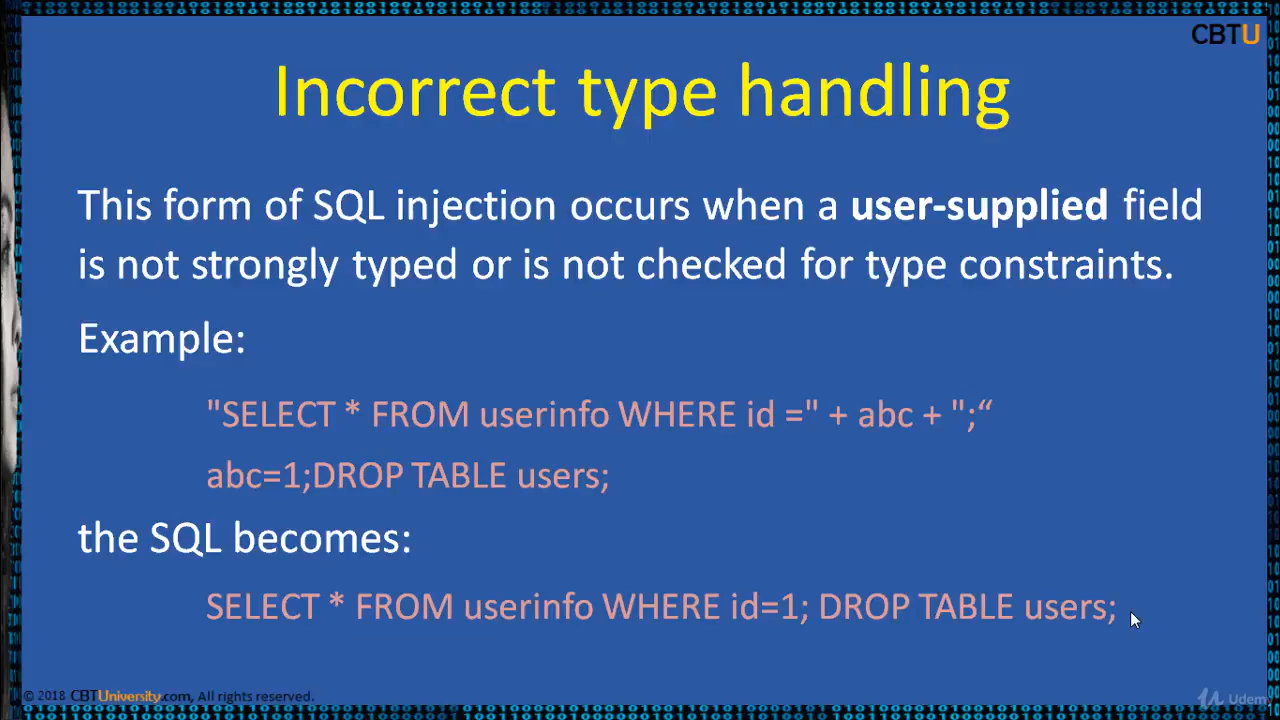 CBTU
Incorrect type handling
This form of SQL injection occurs when a user-supplied field
is not strongly typed or is not checked for type constraints.
Example:
"SELECT * FROM userinfo WHERE id =" + abc + ";“
abc=1;DROP TABLE users;
the SQL becomes:
SELECT * FROM userinfo WHERE id=1; DROP TABLE users;
© 2018 CBTUniversity.com, All rights reserved.
Udemy